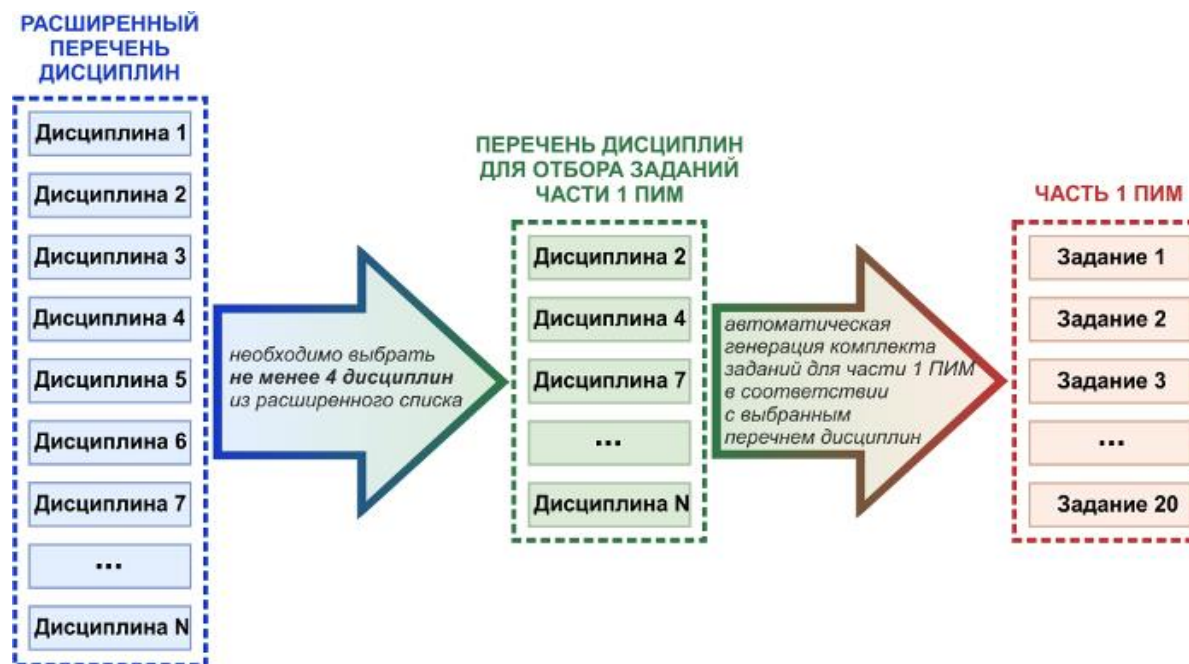 РАСШИРЕННЫЙ
ПЕРЕЧЕНЬ
ДИСЦИПЛИН
Дисциплина 1
Дисциплина 2
Дисциплина 3
Дисциплина 4
Дисциплина 5
Дисциплина 6
Дисциплина 7
...
Дисциплина N
необходимо выбрать
не менее 4 дисциплин
из расширенного списка
ПЕРЕЧЕНЬ ДИСЦИПЛИН
ДЛЯ ОТБОРА ЗАДАНИЙ
ЧАСТИ 1 ПИМ
Дисциплина 2
Дисциплина 4
Дисциплина 7
...
Дисциплина N
автоматическая
генерация комплекта
заданий для части 1 ПИМ
в соответствии
с выбранным
перечнем дисциплин
ЧАСТЬ 1 ПИМ
Задание 1
Задание 2
Задание 3
...
Задание 20